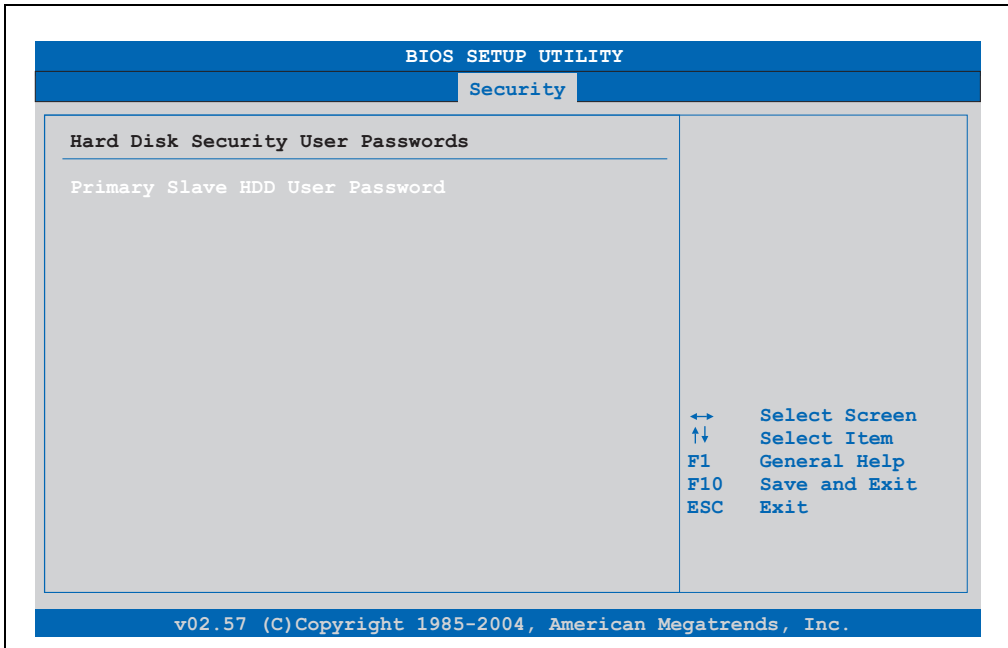 BIOS SETUP UTILITY
Security
Hard Disk Security User Passwords
Primary Slave HDD User Password
↔ Select Screen
↑↓ Select Item
F1 General Help
F10 Save and Exit
ESC Exit
v02.57 (C)Copyright 1985-2004, American Megatrends, Inc.